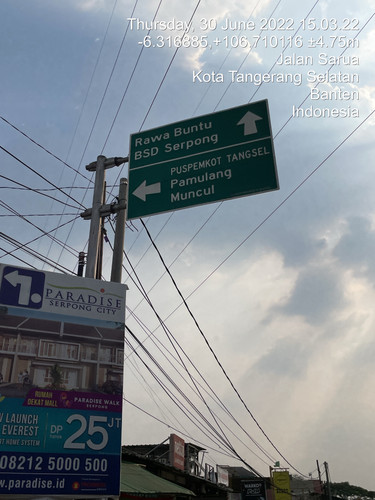 Thursday, 30 June 2022 15.03.22
-6.316885,+106.710116 ±4.75m
Jalan Sarua
Kota Tangerang Selatan
Banten
Indonesia
Rawa Buntu
BSD Serpong
PUSPEMKOT TANGSEL
Pamulang
Muncul
PARADISE
SERPONG CITY
RUMAH
DEKAT MALL
PARADISE WALK
SERPONG
LAUNCH
EVEREST
HOME SYSTEM
DP
25 JT
08212 5000 500
w.paradise.id